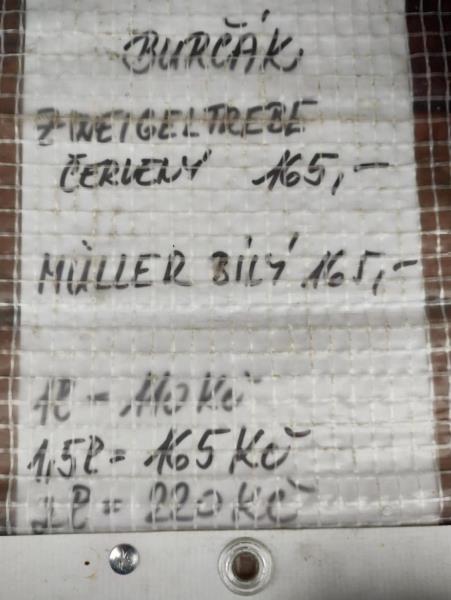 BURČÁK
ZWEIGELTREBE
ČERVENÝ 165,-
MÜLLER BÍLÝ 165,-
1l = 110 Kč
1,5l = 165 Kč
2l = 220 Kč